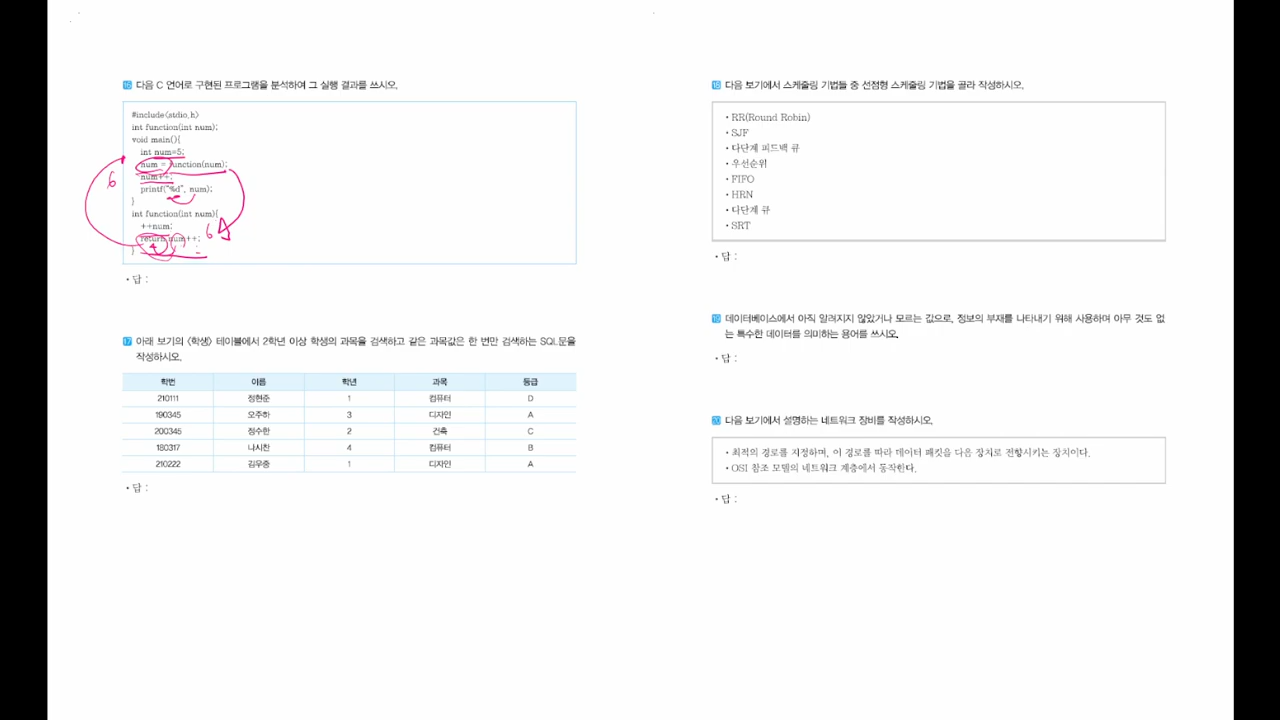 16 다음 C 언어로 구현된 프로그램을 분석하여 그 실행 결과를 쓰시오.
#include<stdio.h>
int function(int num);
void main(){
int num=5;
num = function(num);
num++;
printf("%d", num);
}
int function(int num){
++num;
return num++;
}
6
6
• 답 :
17 아래 보기의 <학생> 테이블에서 2학년 이상 학생의 과목을 검색하고 같은 과목값은 한 번만 검색하는 SQL문을
작성하시오.
학번 이름 학년 과목 등급
210111 정현준 1 컴퓨터 D
190345 오주하 3 디자인 A
200345 정수한 2 건축 C
180317 나시찬 4 컴퓨터 B
210222 김우중 1 디자인 A
• 답 :
18 다음 보기에서 스케줄링 기법들 중 선점형 스케줄링 기법을 골라 작성하시오.
• RR(Round Robin)
• SJF
• 다단계 피드백 큐
• 우선순위
• FIFO
• HRN
• 다단계 큐
• SRT
• 답 :
19 데이터베이스에서 아직 알려지지 않았거나 모르는 값으로, 정보의 부재를 나타내기 위해 사용하며 아무 것도 없
는 특수한 데이터를 의미하는 용어를 쓰시오.
• 답 :
20 다음 보기에서 설명하는 네트워크 장비를 작성하시오.
• 최적의 경로를 지정하며, 이 경로를 따라 데이터 패킷을 다음 장치로 전향시키는 장치이다.
• OSI 참조 모델의 네트워크 계층에서 동작한다.
• 답 :